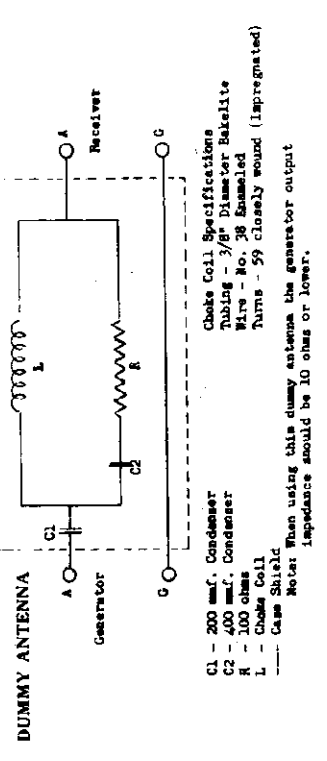 DUMMY ANTENNA
A
Generator
G
C1
C2
L
R
A
Receiver
G
C1 - 200 mmf. Condenser
C2 - 400 mmf. Condenser
R - 100 ohms
L - Choke Coil
---- Case Shield
Choke Coil Specifications
Tubing - 3/8" Diameter Bakelite
Wire - No. 38 Enameled
Turns - 59 closely wound (Impregnated)
Note: When using this dummy antenna the generator output
impedance should be 10 ohms or lower.